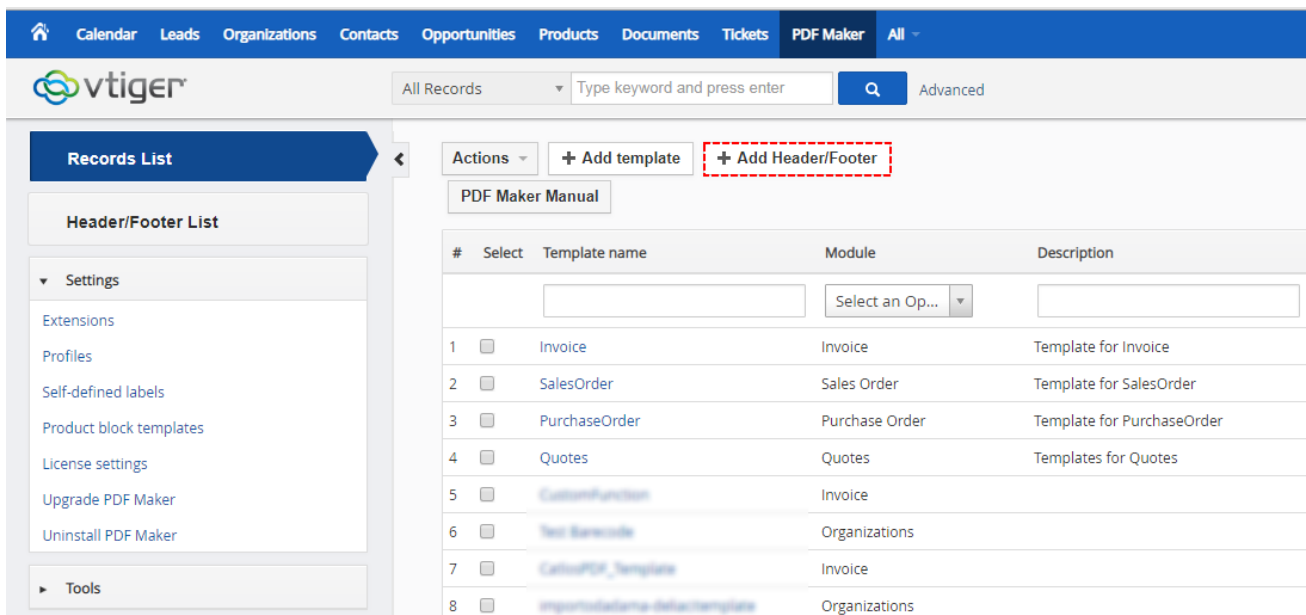 Calendar Leads Organizations Contacts Opportunities Products Documents Tickets PDF Maker All
vtiger All Records Type keyword and press enter Advanced
Records List
Header/Footer List
Settings
Extensions
Profiles
Self-defined labels
Product block templates
License settings
Upgrade PDF Maker
Uninstall PDF Maker
Tools
Actions + Add template + Add Header/Footer
PDF Maker Manual
# Select Template name Module Description
Select an Op...
1 Invoice Invoice Template for Invoice
2 SalesOrder Sales Order Template for SalesOrder
3 PurchaseOrder Purchase Order Template for PurchaseOrder
4 Quotes Quotes Templates for Quotes
5 CustomFunction Invoice
6 Organizations
7 Invoice
8 Organizations